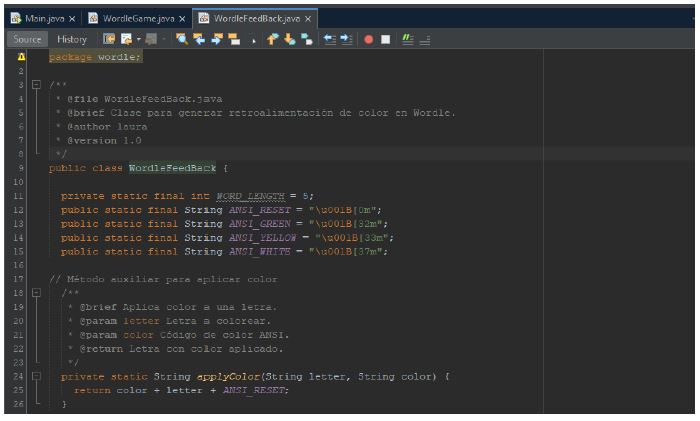 Main.java × WordleGame.java × WordleFeedBack.java ×
Source History
package wordle;
2
3 /**
4 * @file WordleFeedBack.java
5 * @brief Clase para generar retroalimentación de color en Wordle.
6 * @author laura
7 * @version 1.0
8 */
9 public class WordleFeedBack {
10
11 private static final int WORD_LENGTH = 5;
12 public static final String ANSI_RESET = "\u001B[0m";
13 public static final String ANSI_GREEN = "\u001B[32m";
14 public static final String ANSI_YELLOW = "\u001B[33m";
15 public static final String ANSI_WHITE = "\u001B[37m";
16
17 // Método auxiliar para aplicar color
18 /**
19 * @brief Aplica color a una letra.
20 * @param letter Letra a colorear.
21 * @param color Código de color ANSI.
22 * @return Letra con color aplicado.
23 */
24 private static String applyColor(String letter, String color) {
25 return color + letter + ANSI_RESET;
26 }